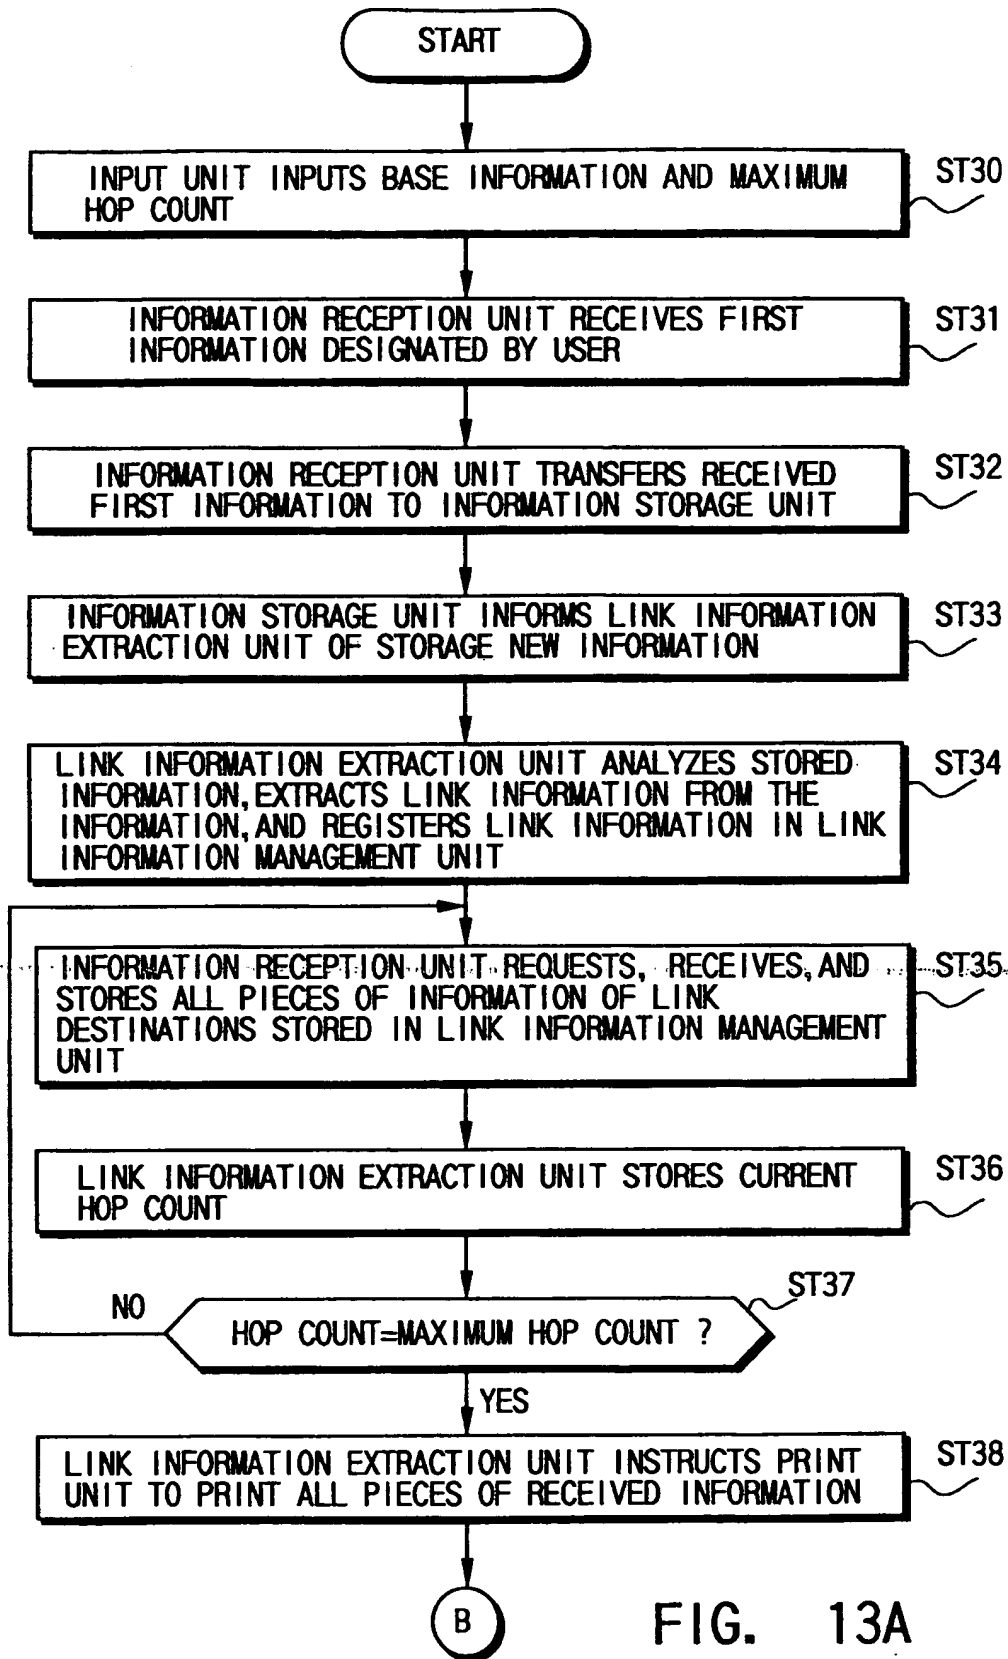 START
INPUT UNIT INPUTS BASE INFORMATION AND MAXIMUM
HOP COUNT
ST30
INFORMATION RECEPTION UNIT RECEIVES FIRST
INFORMATION DESIGNATED BY USER
ST31
INFORMATION RECEPTION UNIT TRANSFERS RECEIVED
FIRST INFORMATION TO INFORMATION STORAGE UNIT
ST32
INFORMATION STORAGE UNIT INFORMS LINK INFORMATION
EXTRACTION UNIT OF STORAGE NEW INFORMATION
ST33
LINK INFORMATION EXTRACTION UNIT ANALYZES STORED
INFORMATION, EXTRACTS LINK INFORMATION FROM THE
INFORMATION, AND REGISTERS LINK INFORMATION IN LINK
INFORMATION MANAGEMENT UNIT
ST34
INFORMATION RECEPTION UNIT REQUESTS, RECEIVES, AND
STORES ALL PIECES OF INFORMATION OF LINK
DESTINATIONS STORED IN LINK INFORMATION MANAGEMENT
UNIT
ST35
LINK INFORMATION EXTRACTION UNIT STORES CURRENT
HOP COUNT
ST36
ST37
NO
HOP COUNT=MAXIMUM HOP COUNT ?
YES
LINK INFORMATION EXTRACTION UNIT INSTRUCTS PRINT
UNIT TO PRINT ALL PIECES OF RECEIVED INFORMATION
ST38
B
FIG. 13A